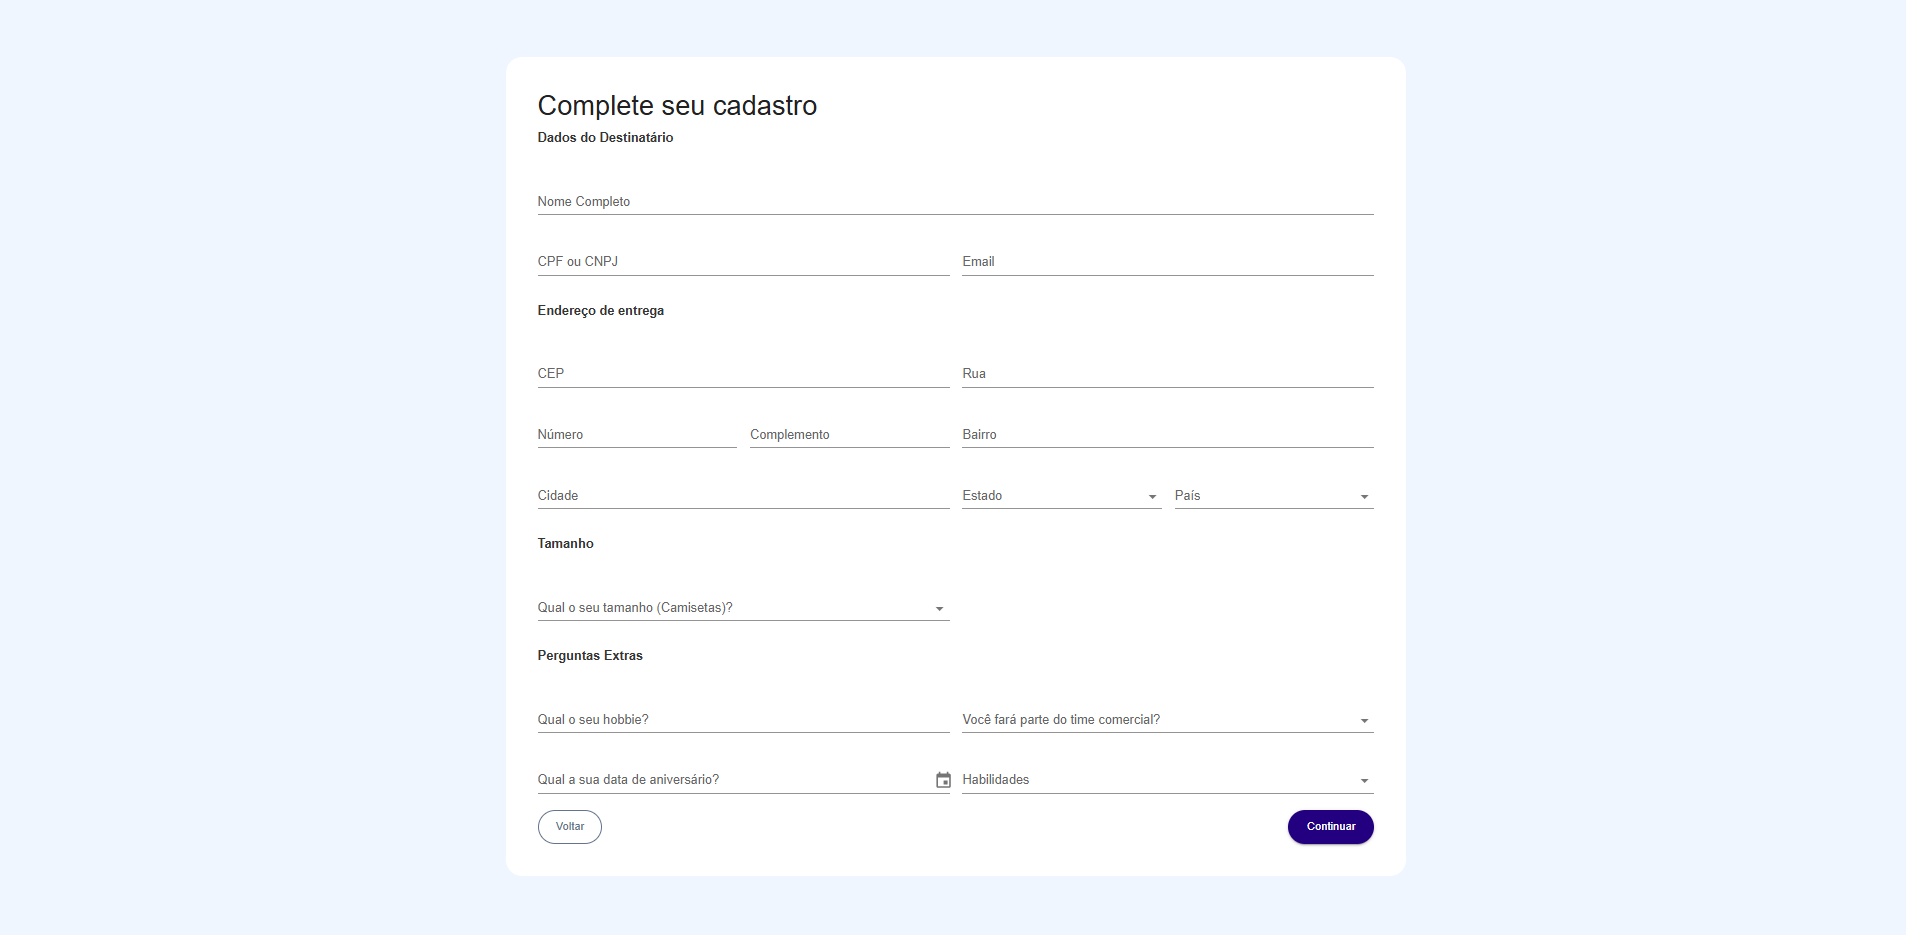 Complete seu cadastro
Dados do Destinatário
Nome Completo
CPF ou CNPJ
Email
Endereço de entrega
CEP
Rua
Número
Complemento
Bairro
Cidade
Estado
País
Tamanho
Qual o seu tamanho (Camisetas)?
Perguntas Extras
Qual o seu hobbie?
Você fará parte do time comercial?
Qual a sua data de aniversário?
Habilidades
Voltar
Continuar